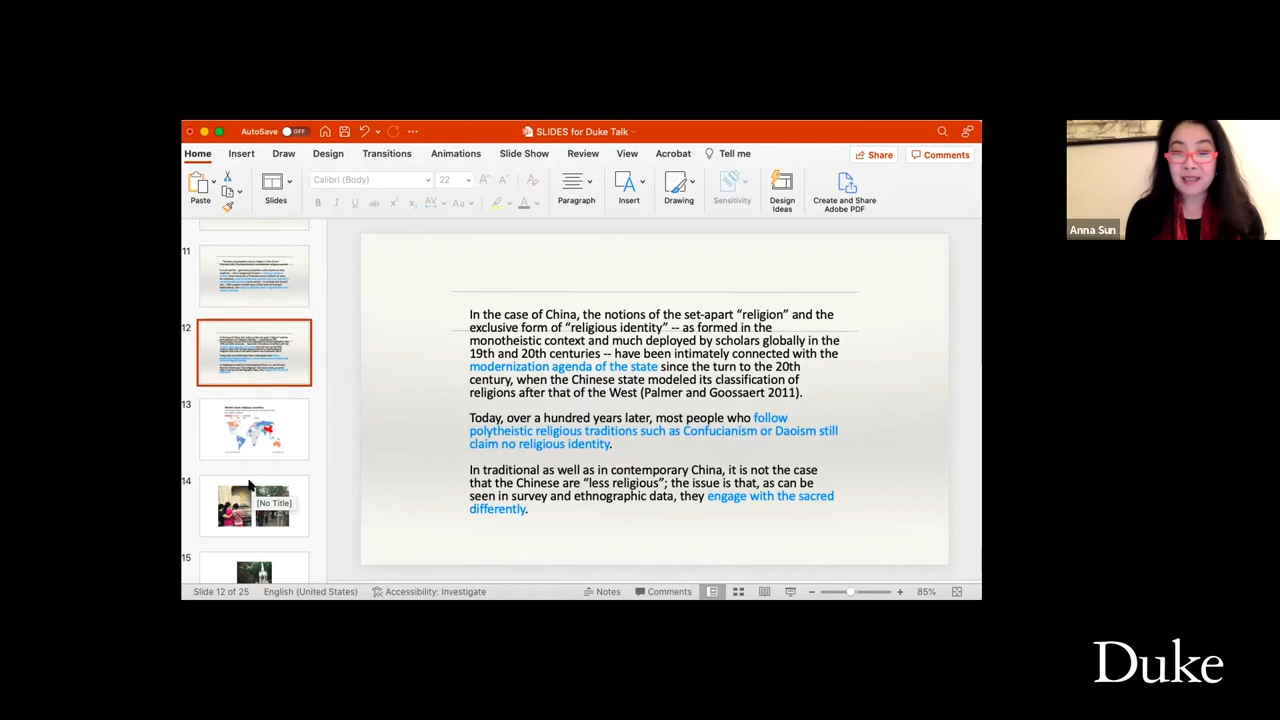 AutoSave OFF SLIDES for Duke Talk
Home Insert Draw Design Transitions Animations Slide Show Review View Acrobat Tell me Share Comments
Calibri (Body) 22
Paste Slides Paragraph Insert Drawing Sensitivity Design Ideas Create and Share Adobe PDF
11
12
13
14
[No Title]
15
In the case of China, the notions of the set-apart “religion” and the
exclusive form of “religious identity” -- as formed in the
monotheistic context and much deployed by scholars globally in the
19th and 20th centuries -- have been intimately connected with the
modernization agenda of the state since the turn to the 20th
century, when the Chinese state modeled its classification of
religions after that of the West (Palmer and Goossaert 2011).
Today, over a hundred years later, most people who follow
polytheistic religious traditions such as Confucianism or Daoism still
claim no religious identity.
In traditional as well as in contemporary China, it is not the case
that the Chinese are “less religious”; the issue is that, as can be
seen in survey and ethnographic data, they engage with the sacred
differently.
Slide 12 of 25 English (United States) Accessibility: Investigate Notes Comments 85%
Anna Sun
Duke